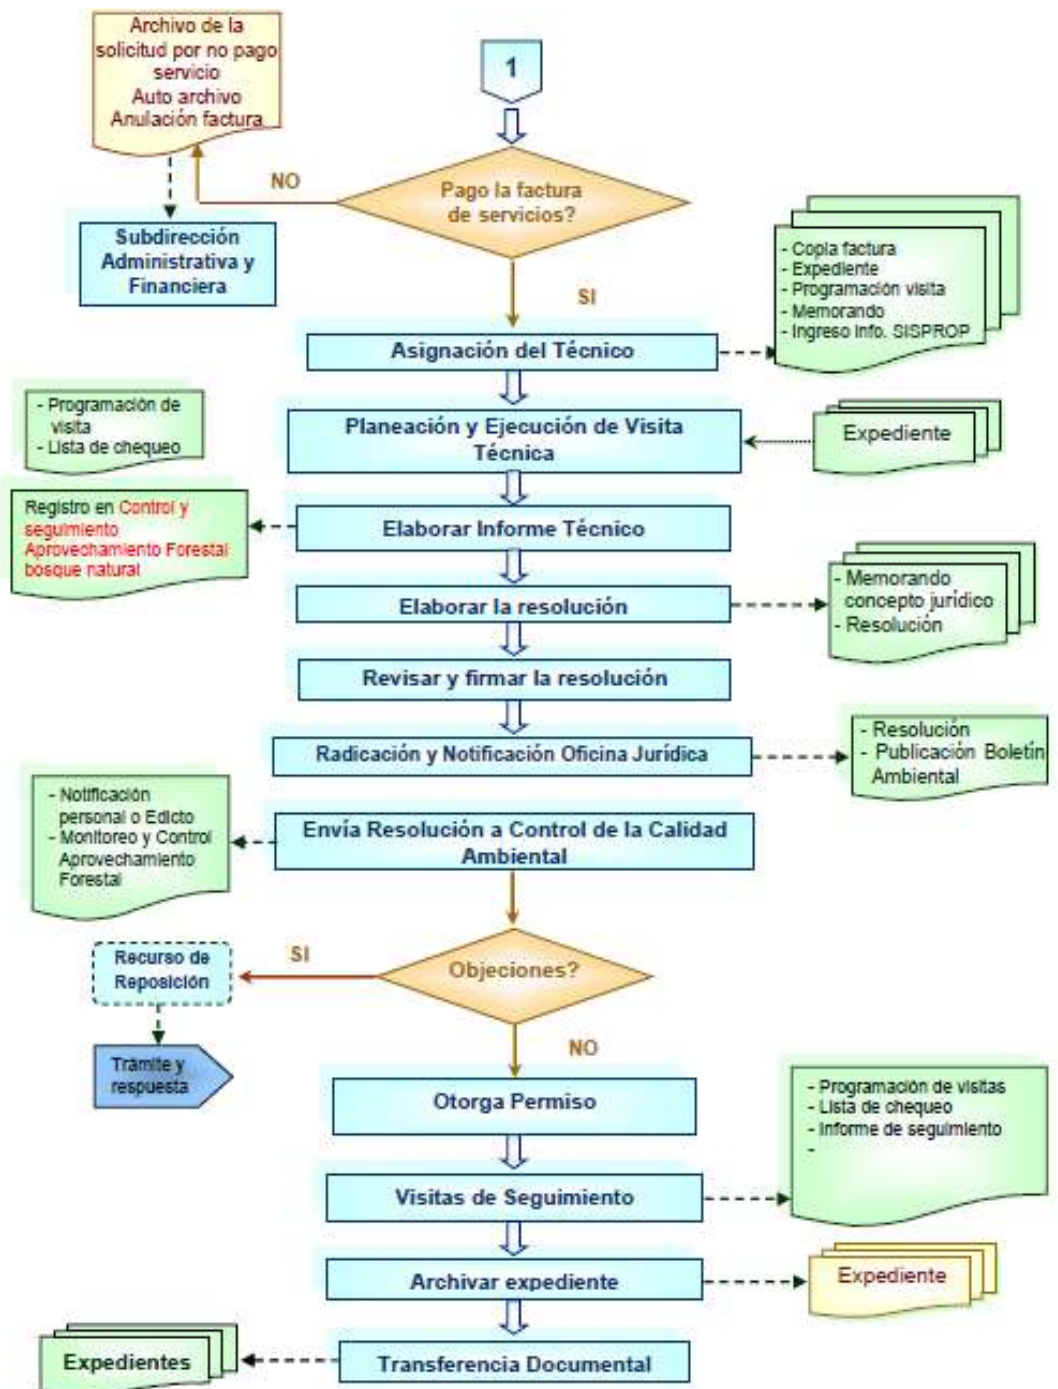 Archivo de la
solicitud por no pago
servicio
Auto archivo
Anulación factura
1
NO
Pago la factura
de servicios?
Subdirección
Administrativa y
Financiera
SI
- Copia factura
- Expediente
- Programación visita
- Memorando
- Ingreso Info. SISPROP
Asignación del Técnico
- Programación de
visita
- Lista de chequeo
Planeación y Ejecución de Visita
Técnica
Expediente
Registro en Control y
seguimiento
Aprovechamiento Forestal
bosque natural
Elaborar Informe Técnico
Elaborar la resolución
- Memorando
concepto jurídico
- Resolución
Revisar y firmar la resolución
Radicación y Notificación Oficina Jurídica
- Resolución
- Publicación Boletín
Ambiental
- Notificación
personal o Edicto
- Monitoreo y Control
Aprovechamiento
Forestal
Envía Resolución a Control de la Calidad
Ambiental
Recurso de
Reposición
SI
Objeciones?
NO
Trámite y
respuesta
Otorga Permiso
- Programación de visitas
- Lista de chequeo
- Informe de seguimiento
-
Visitas de Seguimiento
Archivar expediente
Expediente
Expedientes
Transferencia Documental